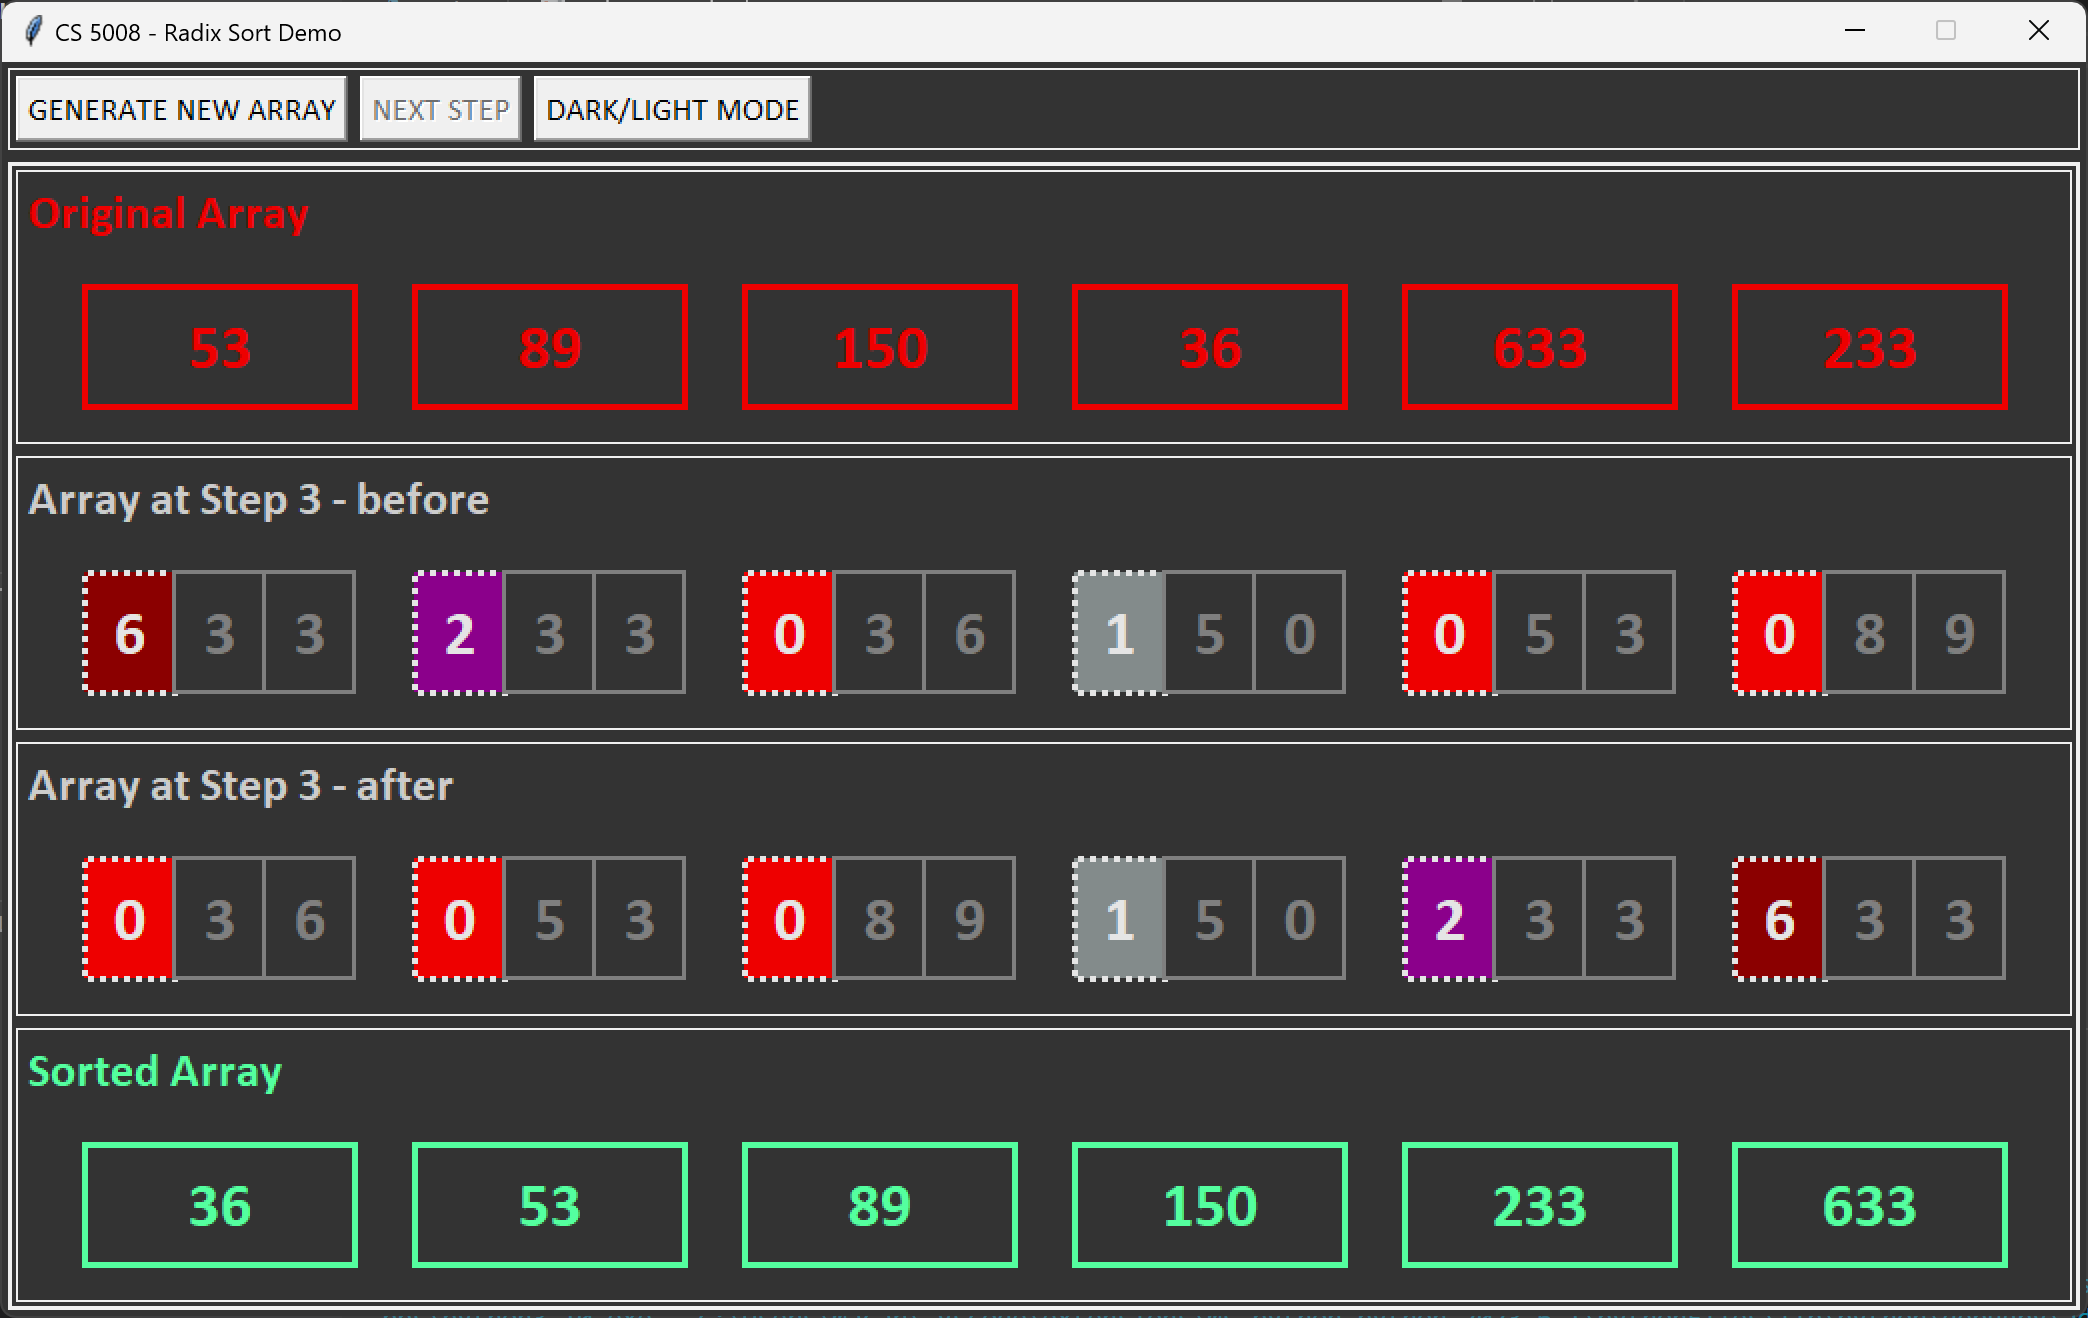 CS 5008 - Radix Sort Demo
GENERATE NEW ARRAY NEXT STEP DARK/LIGHT MODE
Original Array
53 89 150 36 633 233
Array at Step 3 - before
6 3 3 2 3 3 0 3 6 1 5 0 0 5 3 0 8 9
Array at Step 3 - after
0 3 6 0 5 3 0 8 9 1 5 0 2 3 3 6 3 3
Sorted Array
36 53 89 150 233 633